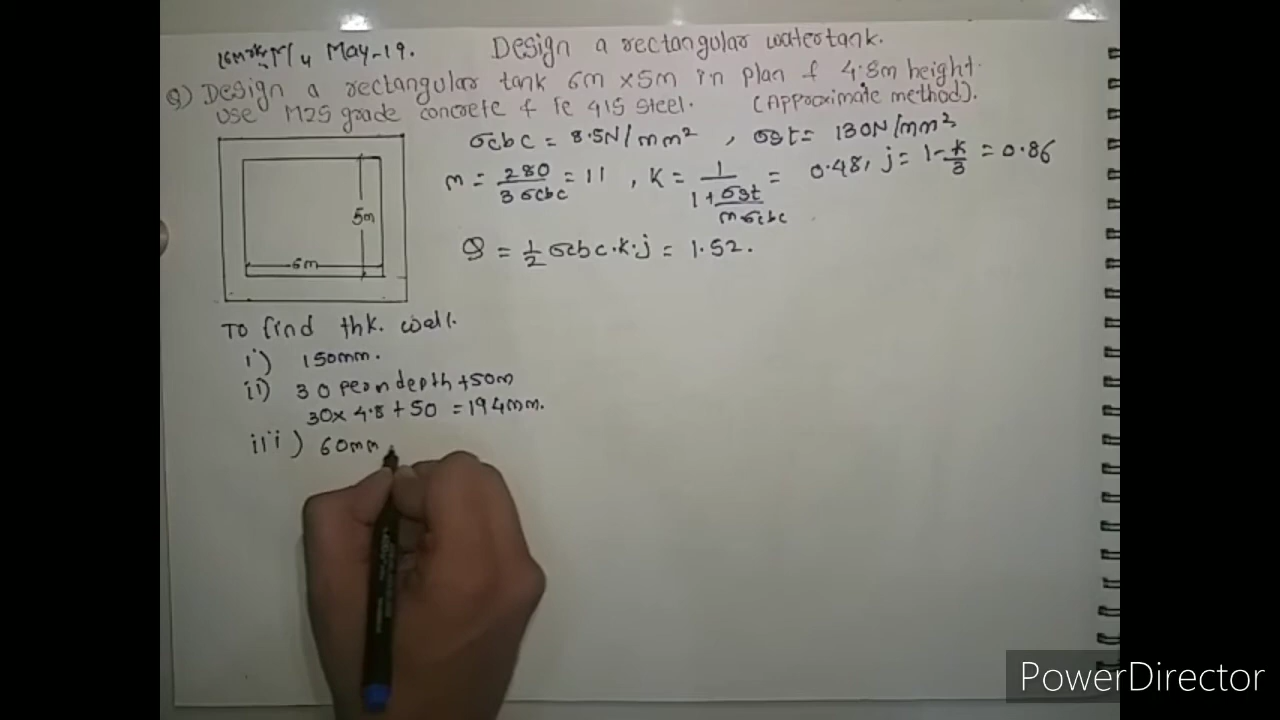 May-19. Design a rectangular watertank.
Q) Design a rectangular tank 6m x 5m in plan & 4.8m height.
Use M25 grade concrete & Fe 415 Steel. (Approximate method).
σcbc = 8.5N/mm² , σst = 130N/mm²
m = 280/3σcbc = 11 , K = 1/(1+σst/mσcbc) = 0.48, j = 1-K/3 = 0.86
Q = 1/2 σcbc.k.j = 1.52.
5m
6m
To find thk. wall.
i) 150mm.
ii) 30 per m depth + 50m
30x 4.8 + 50 = 194mm.
iii) 60mm
PowerDirector